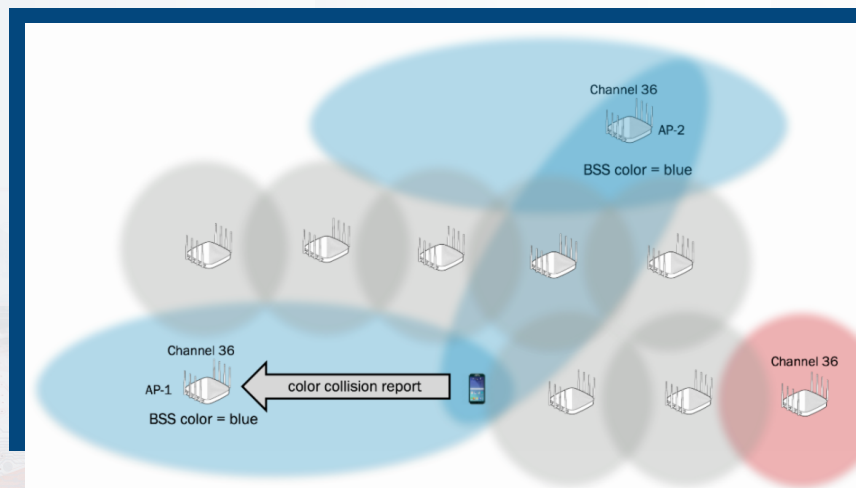 Channel 36
AP-2
BSS color = blue
Channel 36
AP-1
color collision report
BSS color = blue
Channel 36